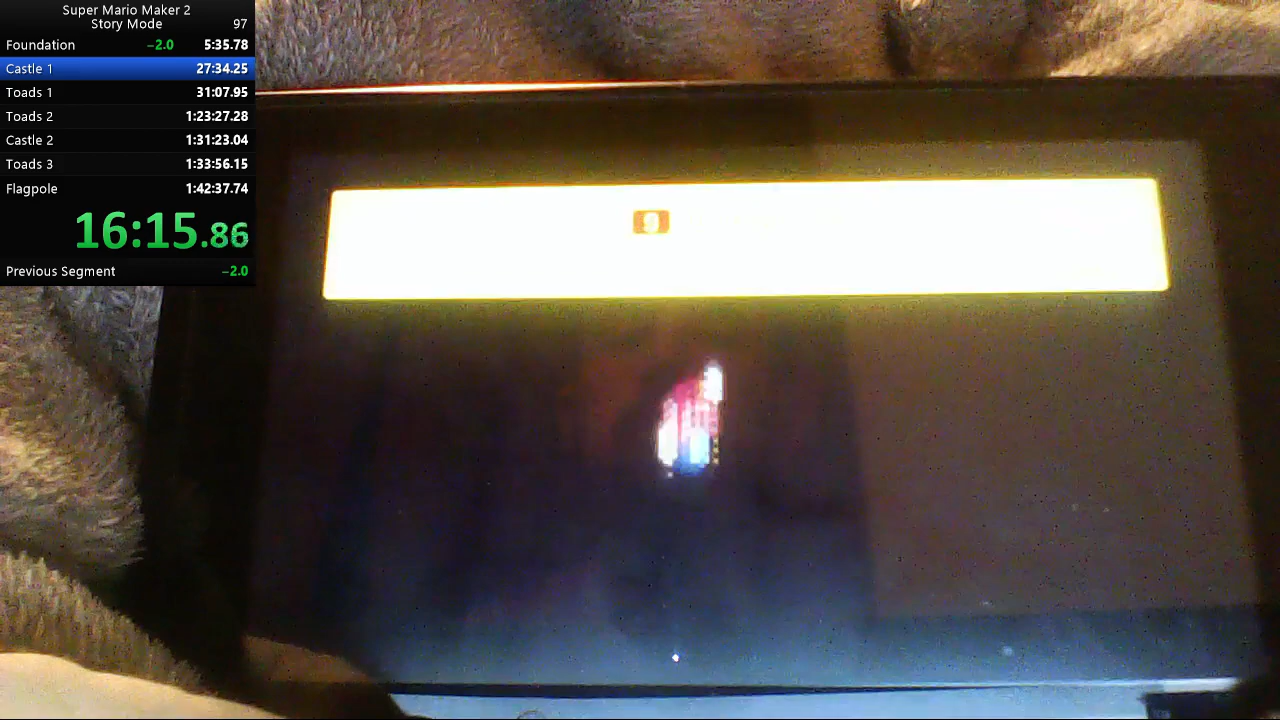 Super Mario Maker 2
Story Mode 97
Foundation −2.0 5:35.78
Castle 1 27:34.25
Toads 1 31:07.95
Toads 2 1:23:27.28
Castle 2 1:31:23.04
Toads 3 1:33:56.15
Flagpole 1:42:37.74
16:15.86
Previous Segment −2.0
9